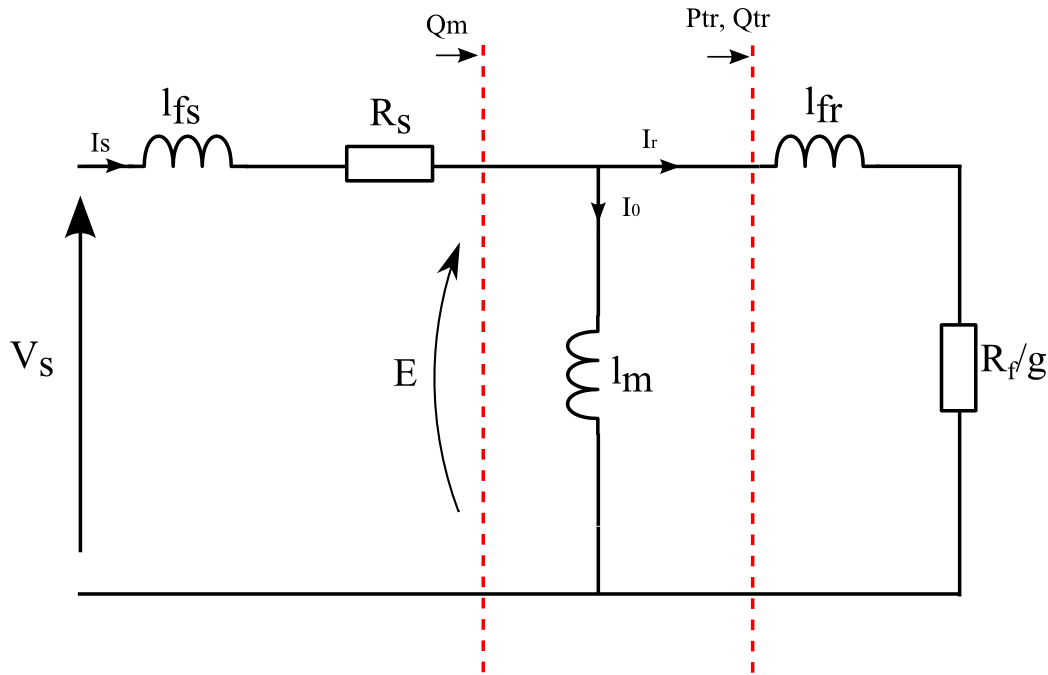 Qm
Ptr, Qtr
lfs
Rs
lfr
Is
Ir
I0
Vs
E
lm
Rf/g